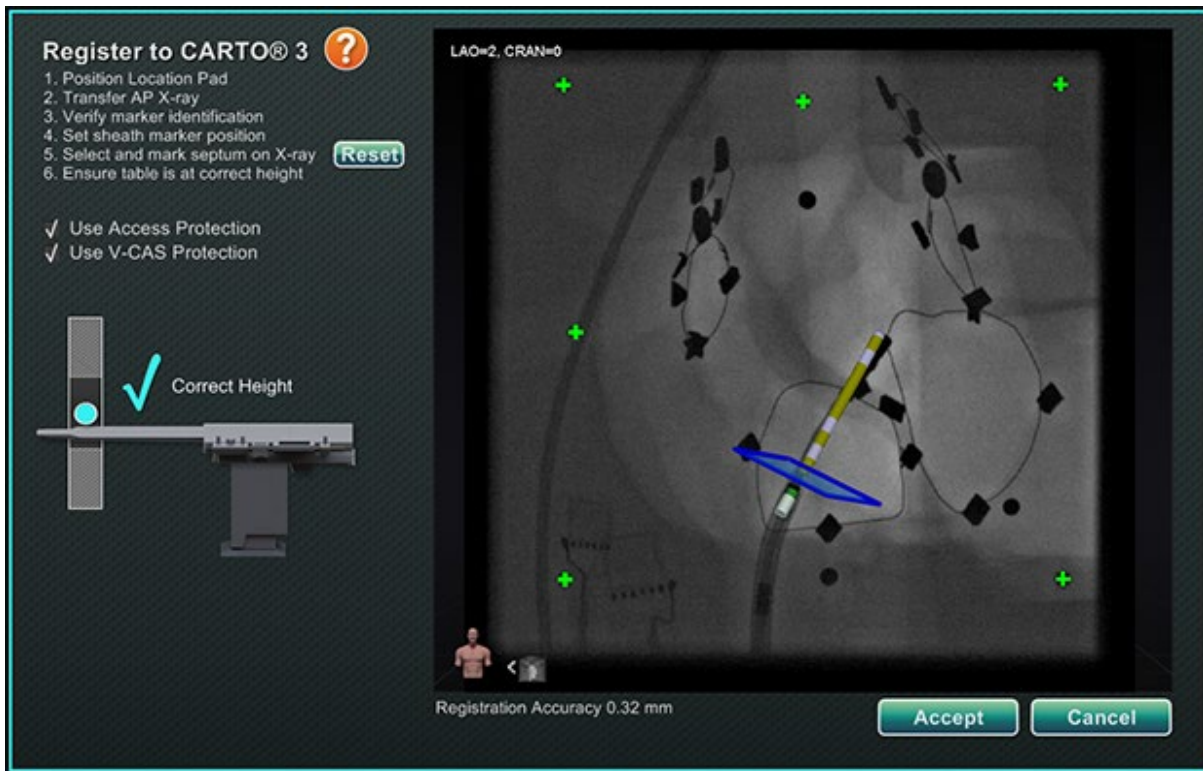 Register to CARTO® 3 ?
1. Position Location Pad
2. Transfer AP X-ray
3. Verify marker identification
4. Set sheath marker position
5. Select and mark septum on X-ray
Reset
6. Ensure table is at correct height
√ Use Access Protection
√ Use V-CAS Protection
Correct Height
LAO=2, CRAN=0
Registration Accuracy 0.32 mm
Accept
Cancel